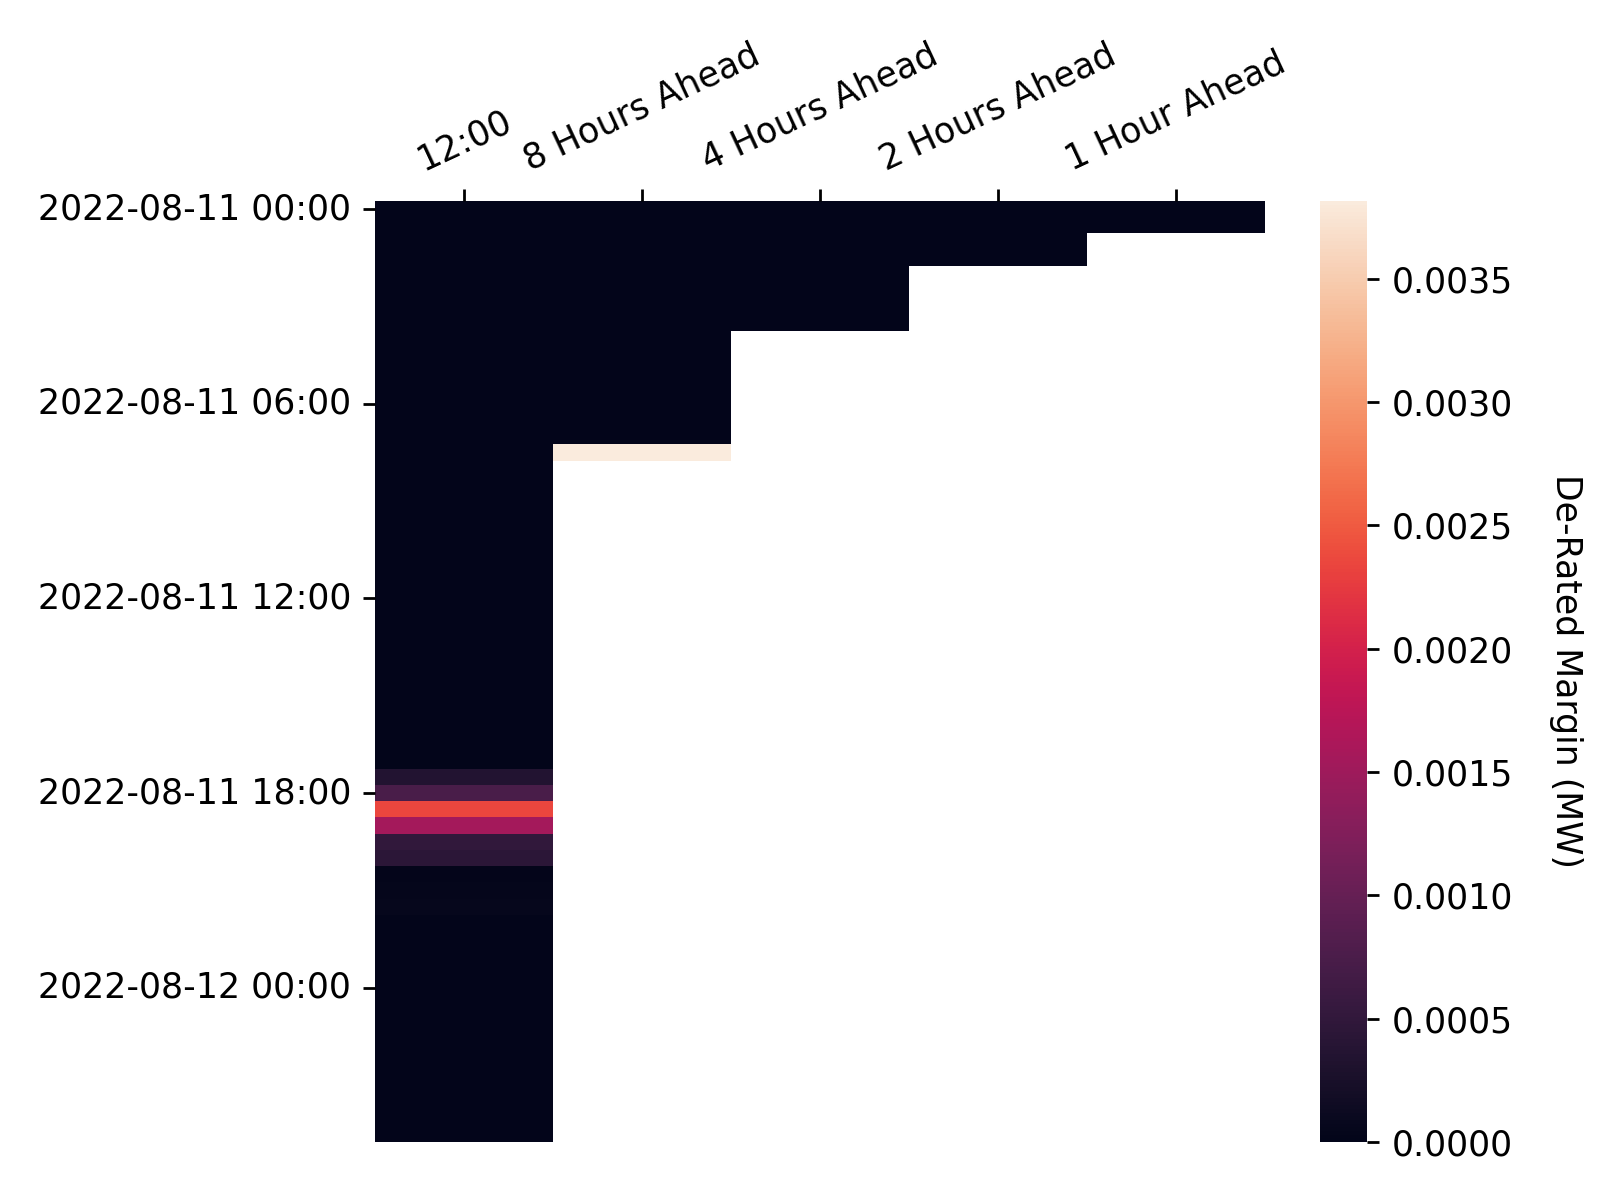 12:00
8 Hours Ahead
4 Hours Ahead
2 Hours Ahead
1 Hour Ahead
2022-08-11 00:00
2022-08-11 06:00
2022-08-11 12:00
2022-08-11 18:00
2022-08-12 00:00
0.0035
0.0030
0.0025
0.0020
0.0015
0.0010
0.0005
0.0000
De-Rated Margin (MW)